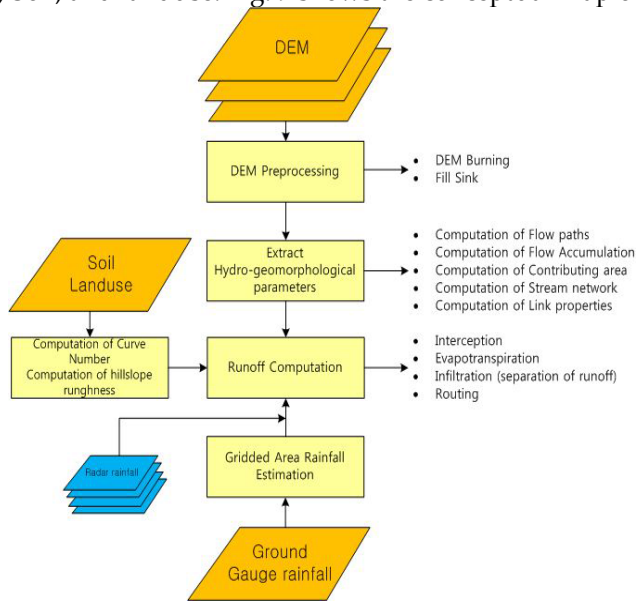 DEM
DEM Preprocessing
• DEM Burning
• Fill Sink
Extract
Hydro-geomorphological
parameters
• Computation of Flow paths
• Computation of Flow Accumulation
• Computation of Contributing area
• Computation of Stream network
• Computation of Link properties
Soil
Landuse
Computation of Curve
Number
Computation of hillslope
runghness
Runoff Computation
• Interception
• Evapotranspiration
• Infiltration (separation of runoff)
• Routing
Radar rainfall
Gridded Area Rainfall
Estimation
Ground
Gauge rainfall